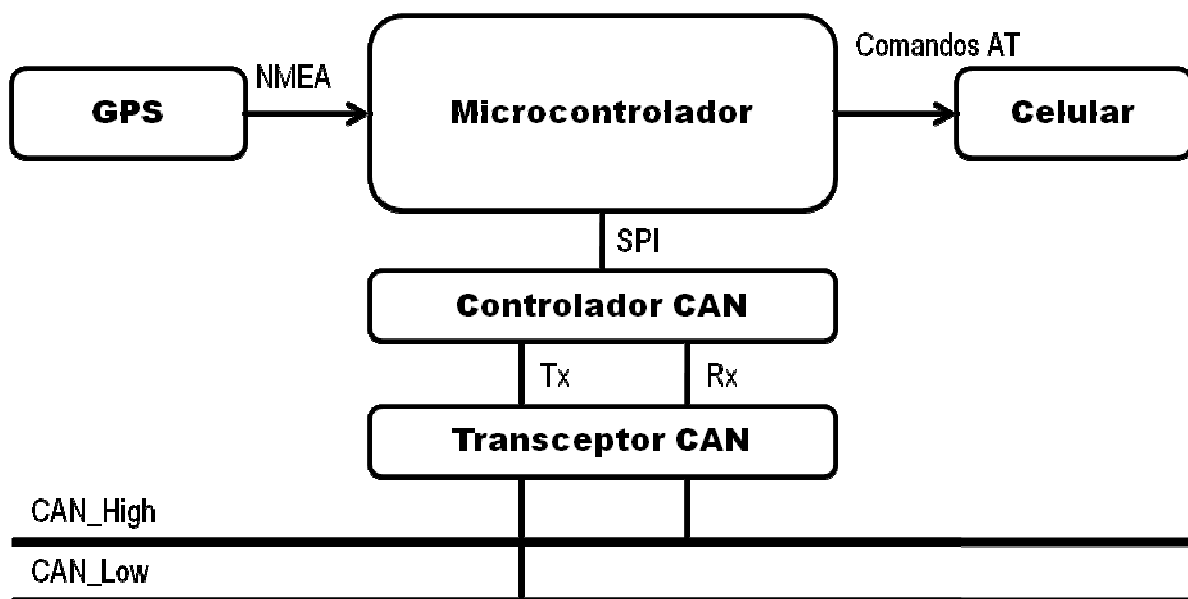 Comandos AT
NMEA
GPS
Microcontrolador
Celular
SPI
Controlador CAN
Tx
Rx
Transceptor CAN
CAN_High
CAN_Low